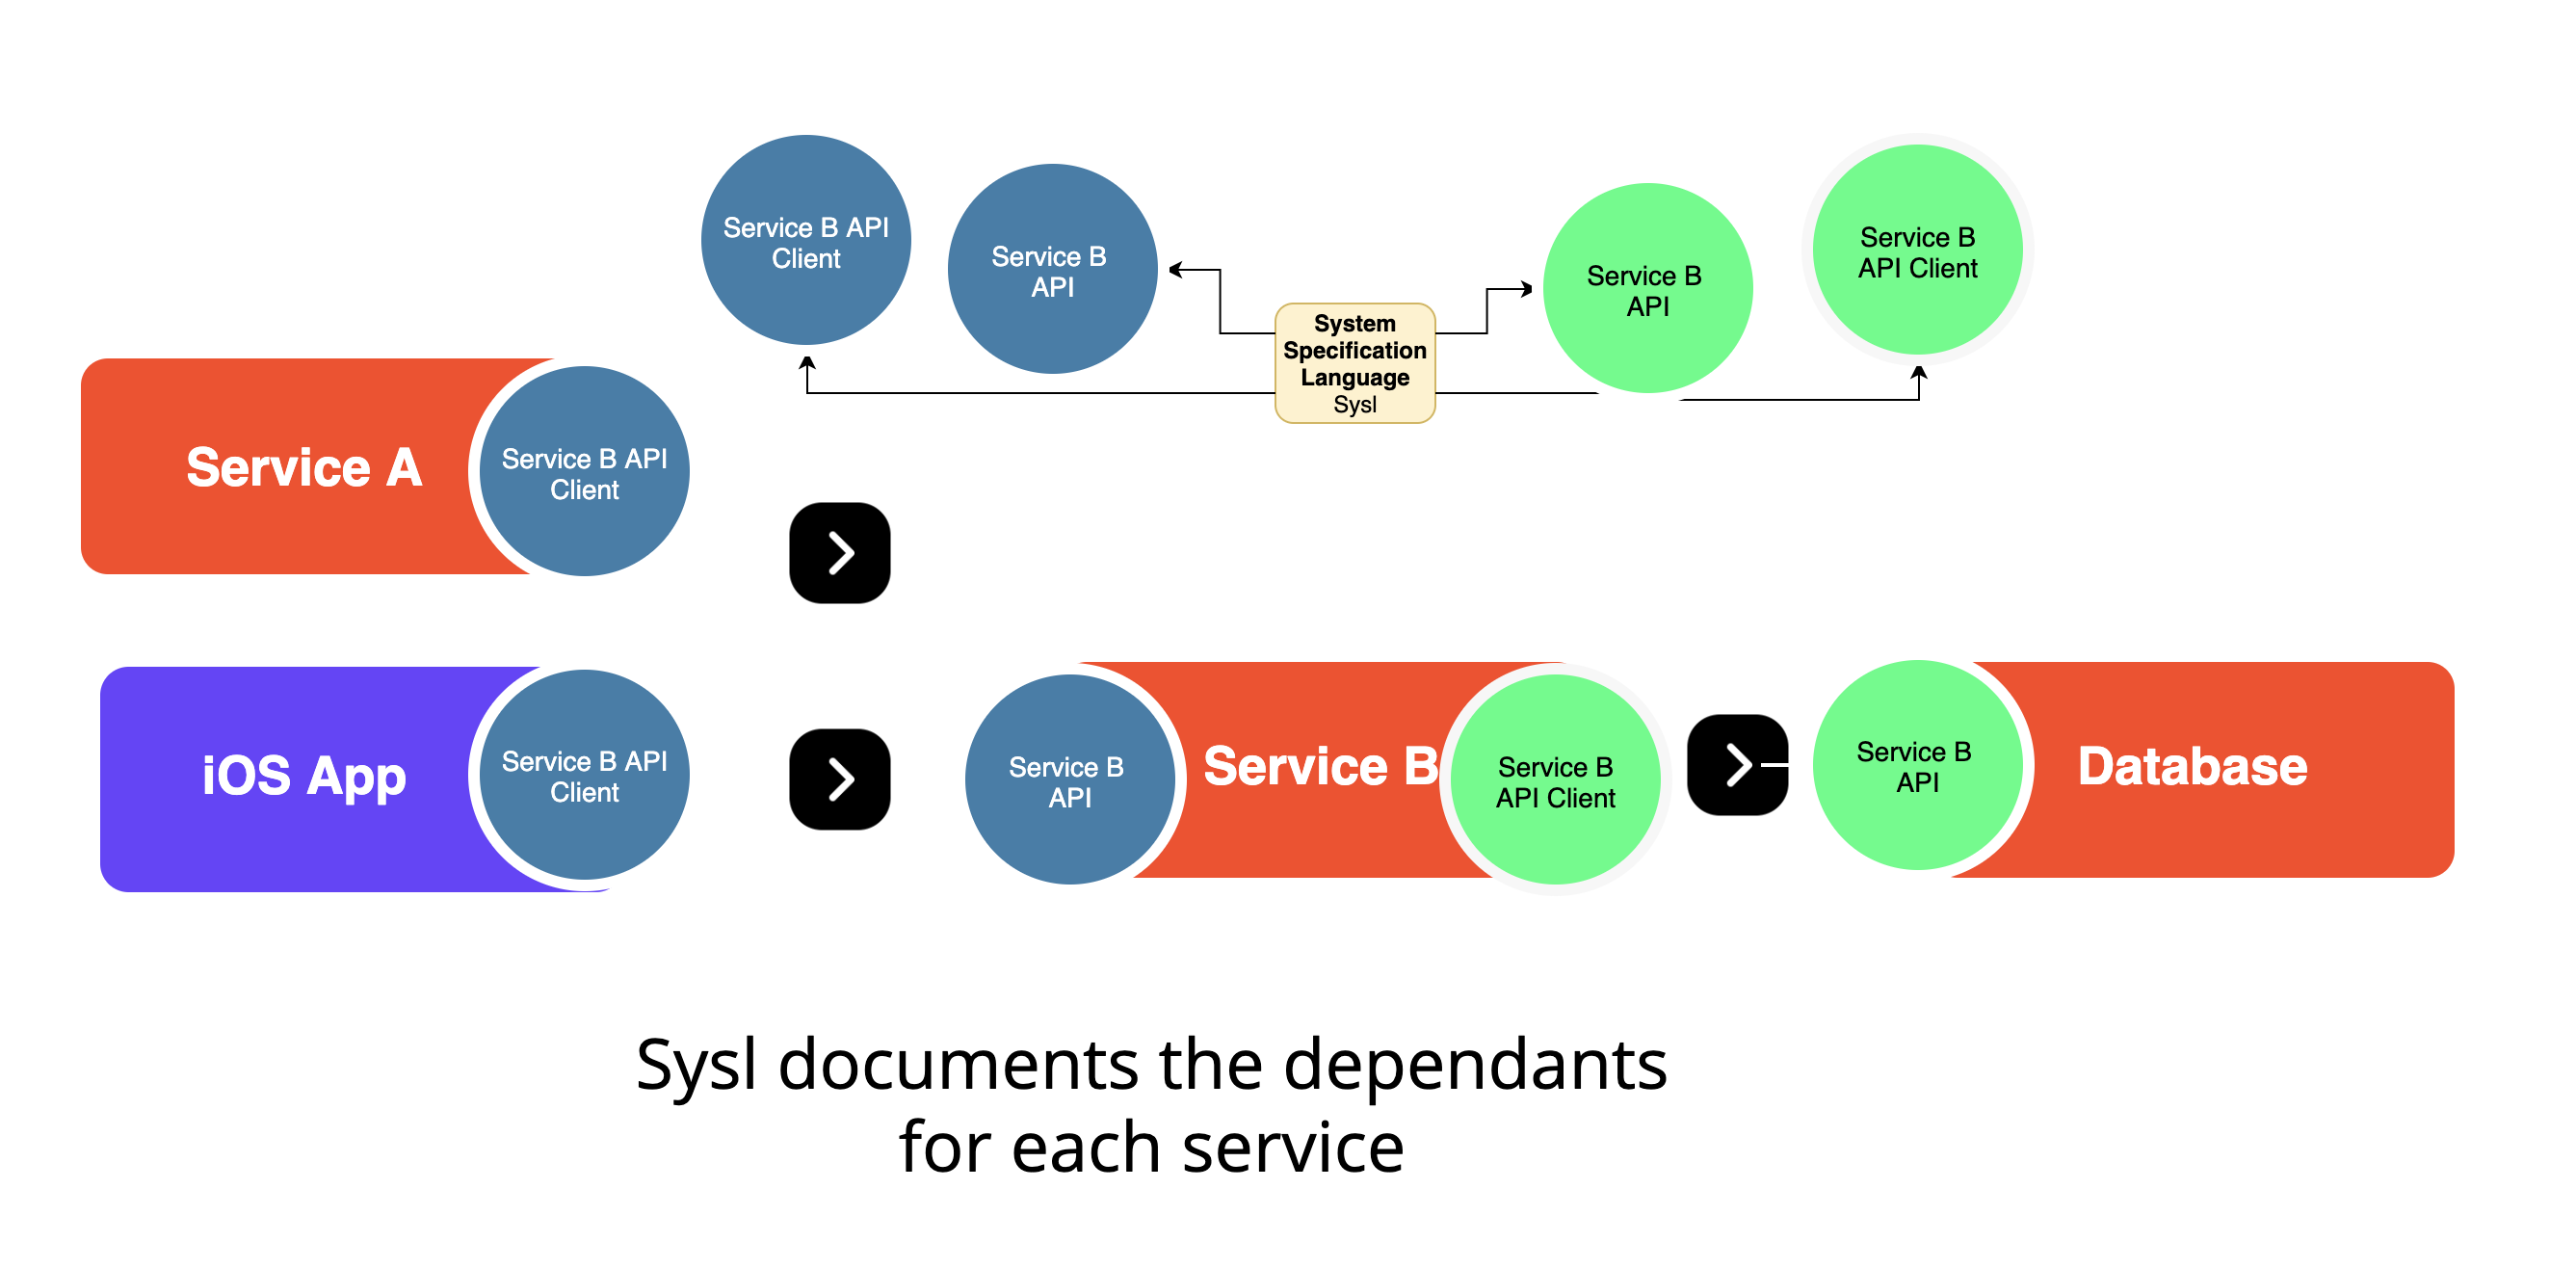 Service B API
Client
Service B
API
Service B
API
Service B
API Client
System
Specification
Language
Sysl
Service A
Service B API
Client
iOS App
Service B API
Client
Service B
API
Service B
Service B
API Client
Service B
API
Database
Sysl documents the dependants
for each service